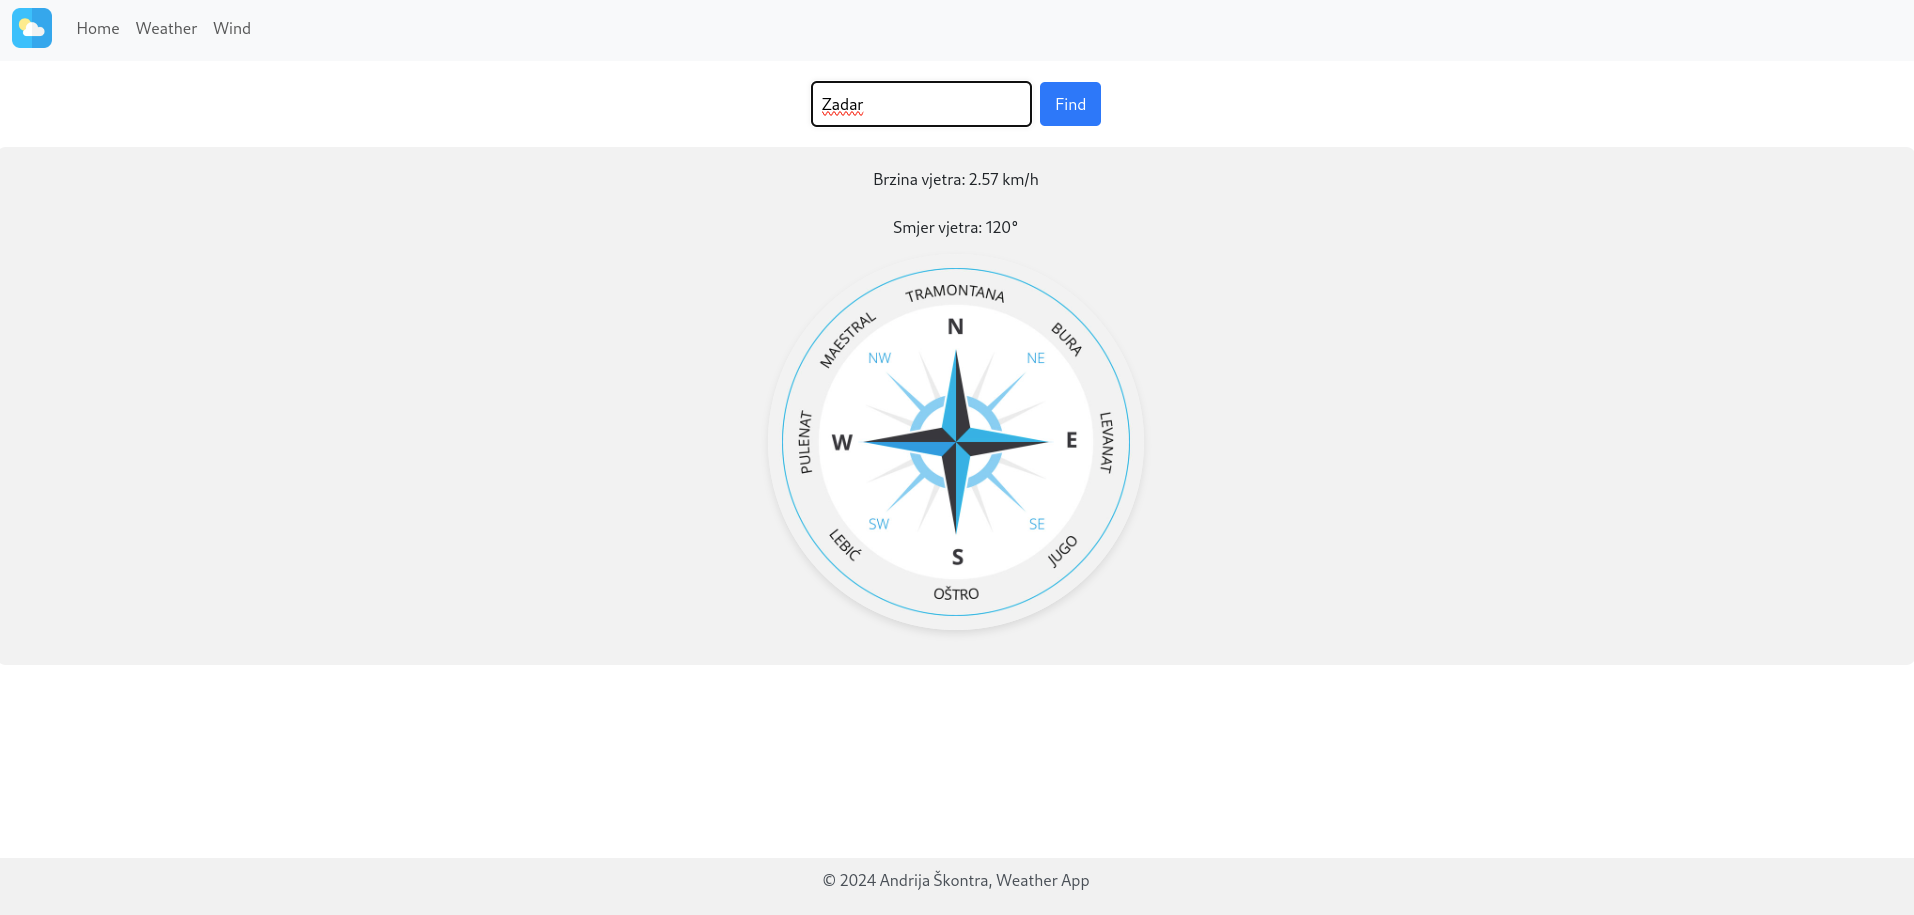 Home Weather Wind
Zadar
Find
Brzina vjetra: 2.57 km/h
Smjer vjetra: 120°
TRAMONTANA
MAESTRAL
BURA
N
NW
NE
PULENAT
W
E
LEVANAT
SW
SE
LEBIĆ
JUGO
S
OŠTRO
© 2024 Andrija Škontra, Weather App